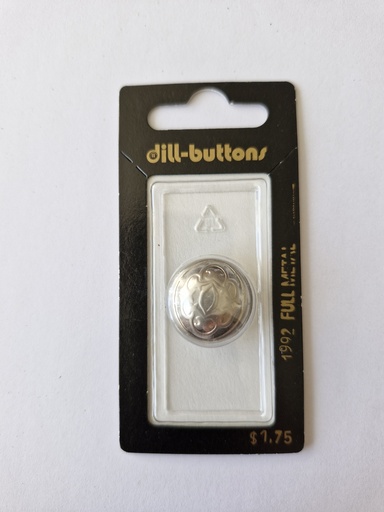 dill-buttons
1992 FULL METAL
$1.75